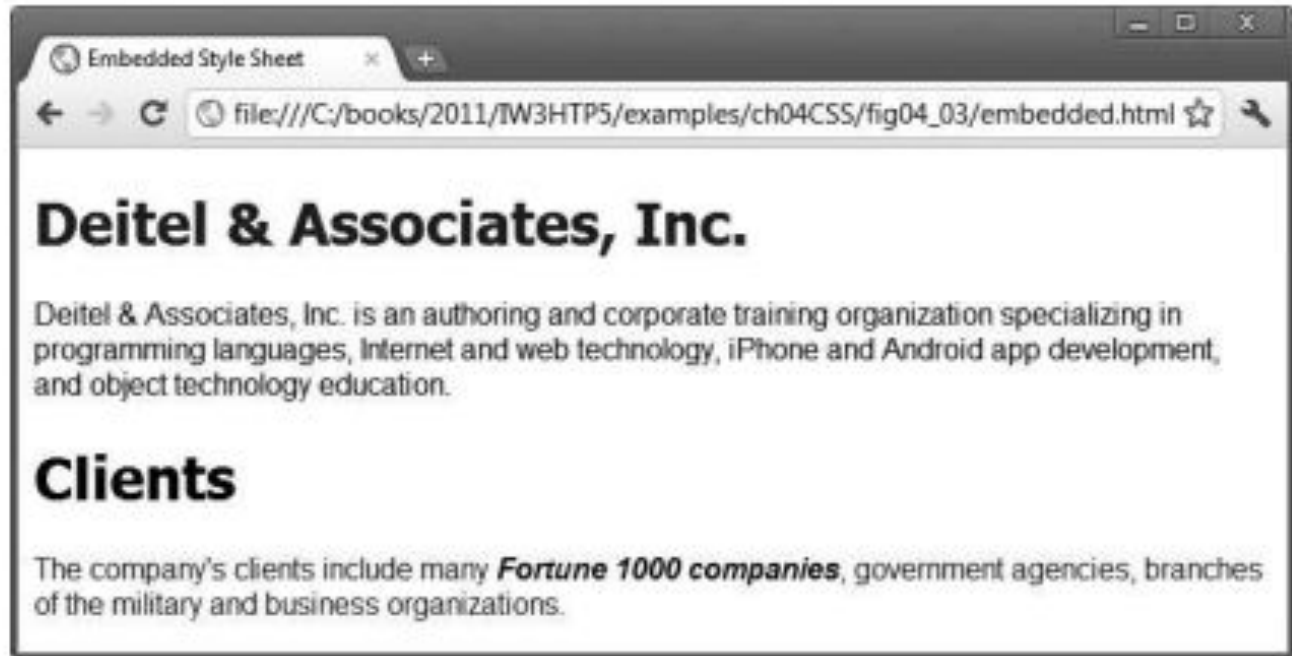 Embedded Style Sheet
file:///C:/books/2011/IW3HTP5/examples/ch04CSS/fig04_03/embedded.html
Deitel & Associates, Inc.
Deitel & Associates, Inc. is an authoring and corporate training organization specializing in
programming languages, Internet and web technology, iPhone and Android app development,
and object technology education.
Clients
The company's clients include many Fortune 1000 companies, government agencies, branches
of the military and business organizations.